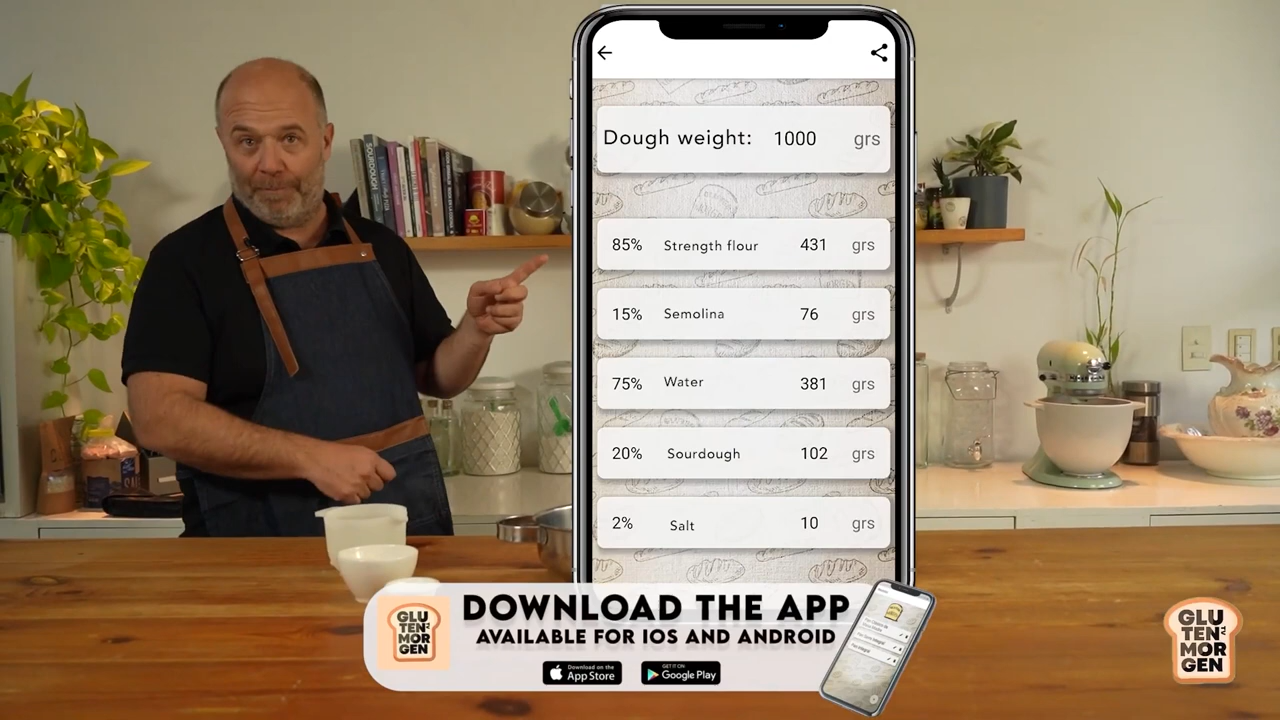 Dough weight: 1000 grs
85% Strength flour 431 grs
15% Semolina 76 grs
75% Water 381 grs
20% Sourdough 102 grs
2% Salt 10 grs
SOURDOUGH
DOWNLOAD THE APP
AVAILABLE FOR IOS AND ANDROID
Download on the
App Store
GET IT ON
Google Play
GLU
TEN
MOR
GEN
GLU
TEN
MOR
GEN